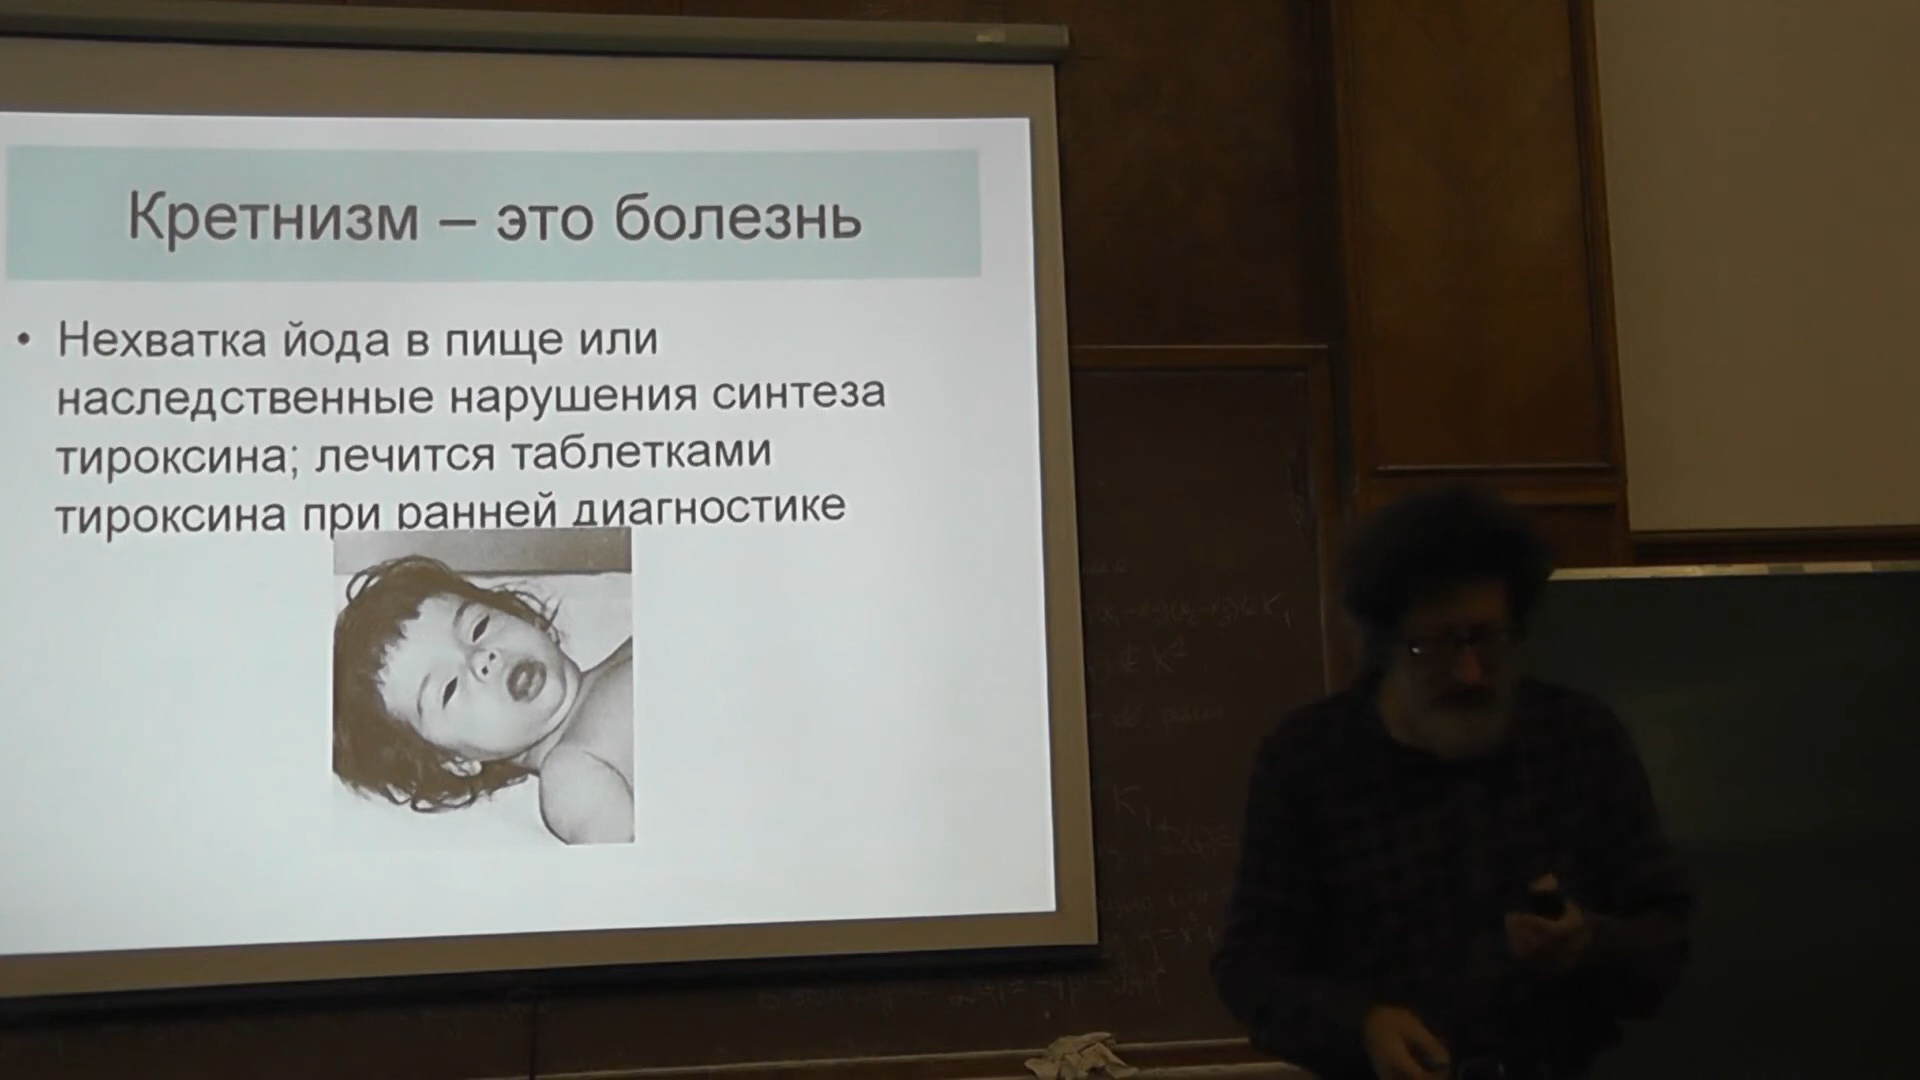 Кретнизм – это болезнь
• Нехватка йода в пище или
наследственные нарушения синтеза
тироксина; лечится таблетками
тироксина при ранней диагностике